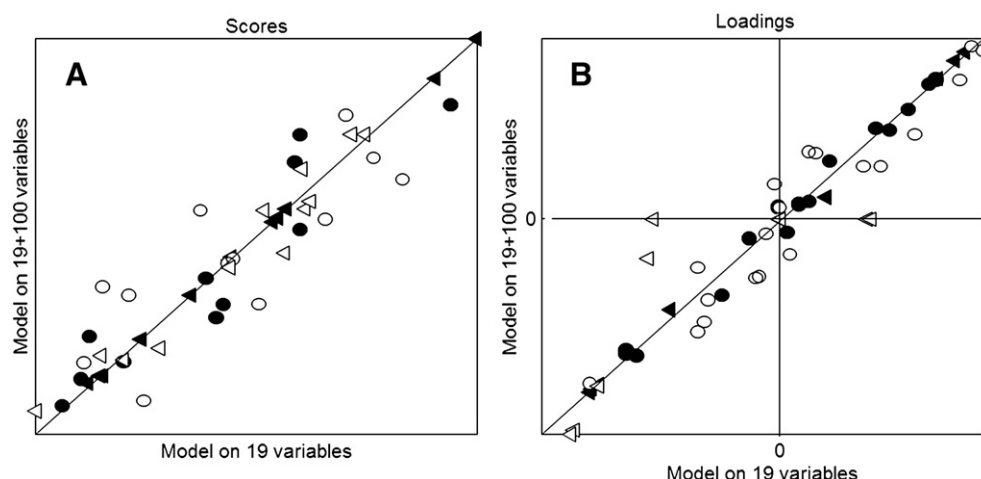 Scores
A
Model on 19+100 variables
Model on 19 variables
Loadings
B
Model on 19+100 variables
0
0
Model on 19 variables